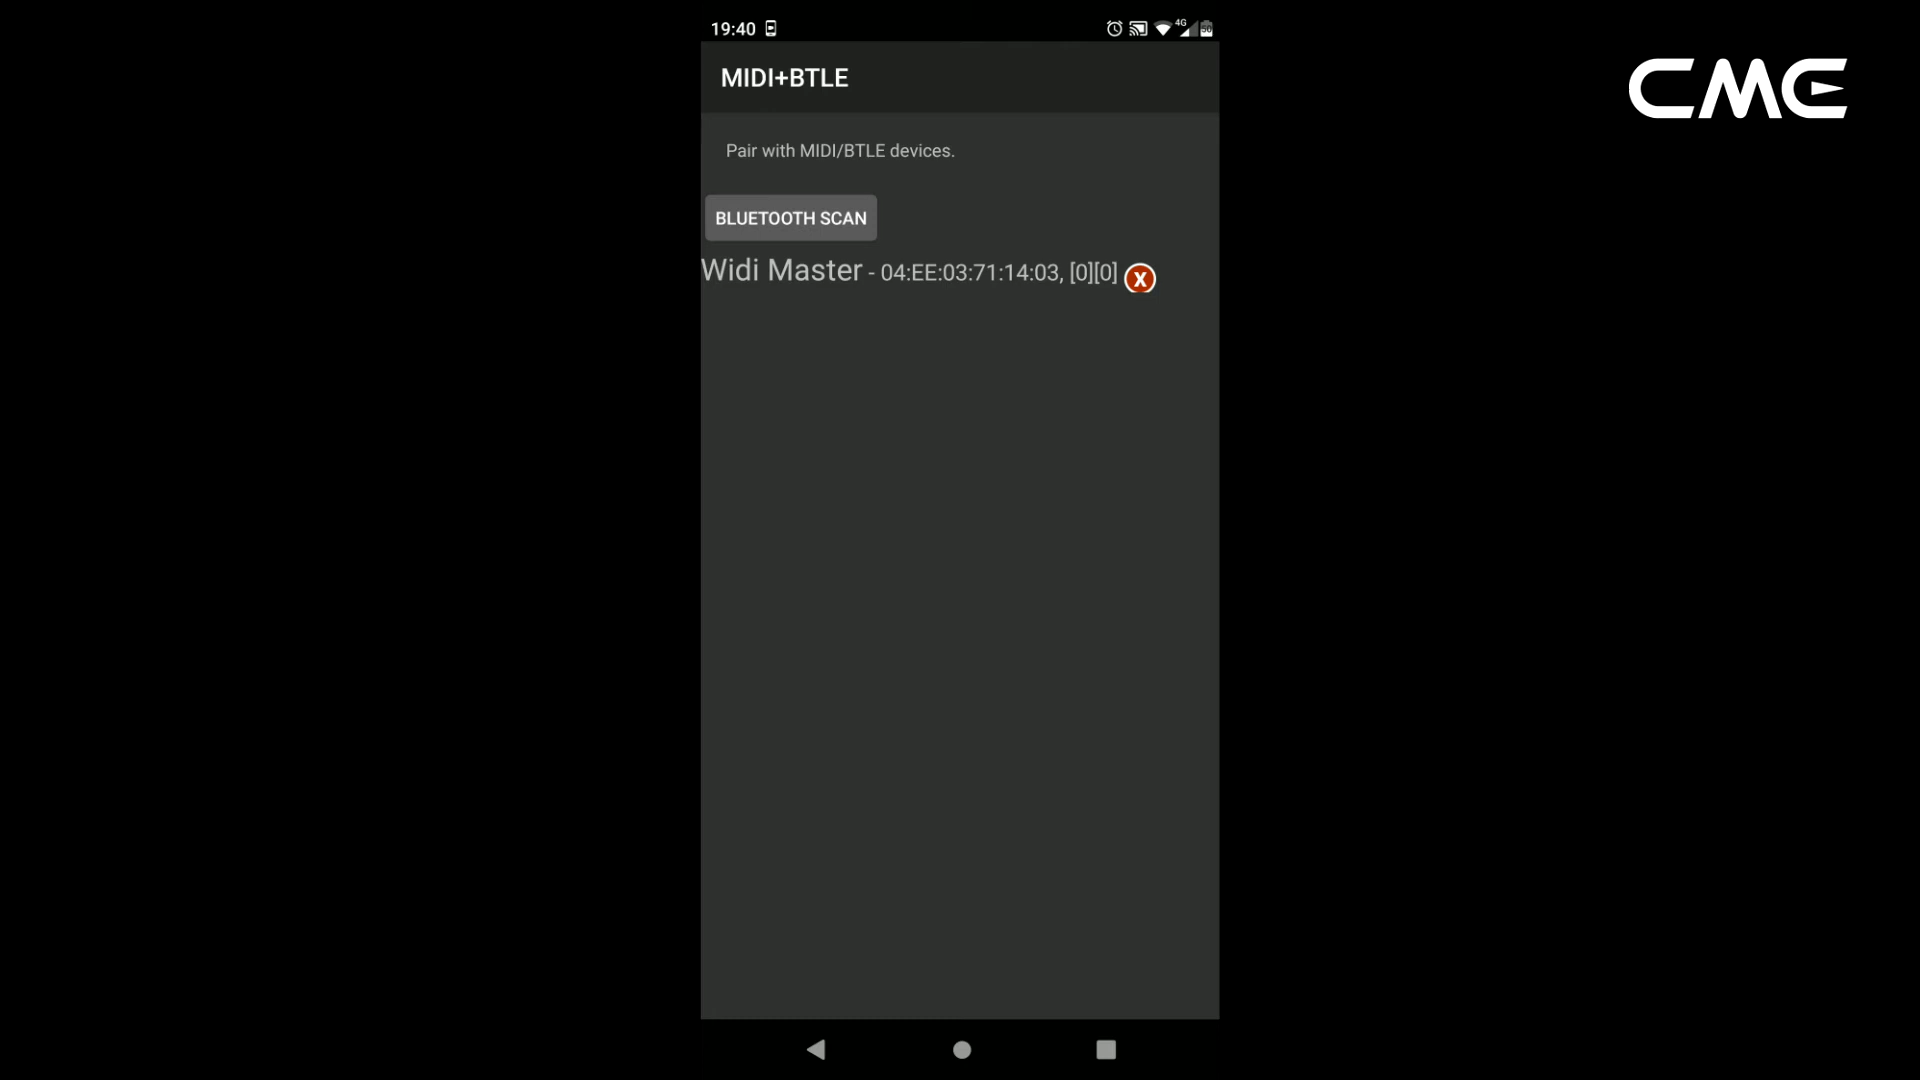 19:40
4G
CME
MIDI+BTLE
Pair with MIDI/BTLE devices.
BLUETOOTH SCAN
Widi Master - 04:EE:03:71:14:03, [0][0] X